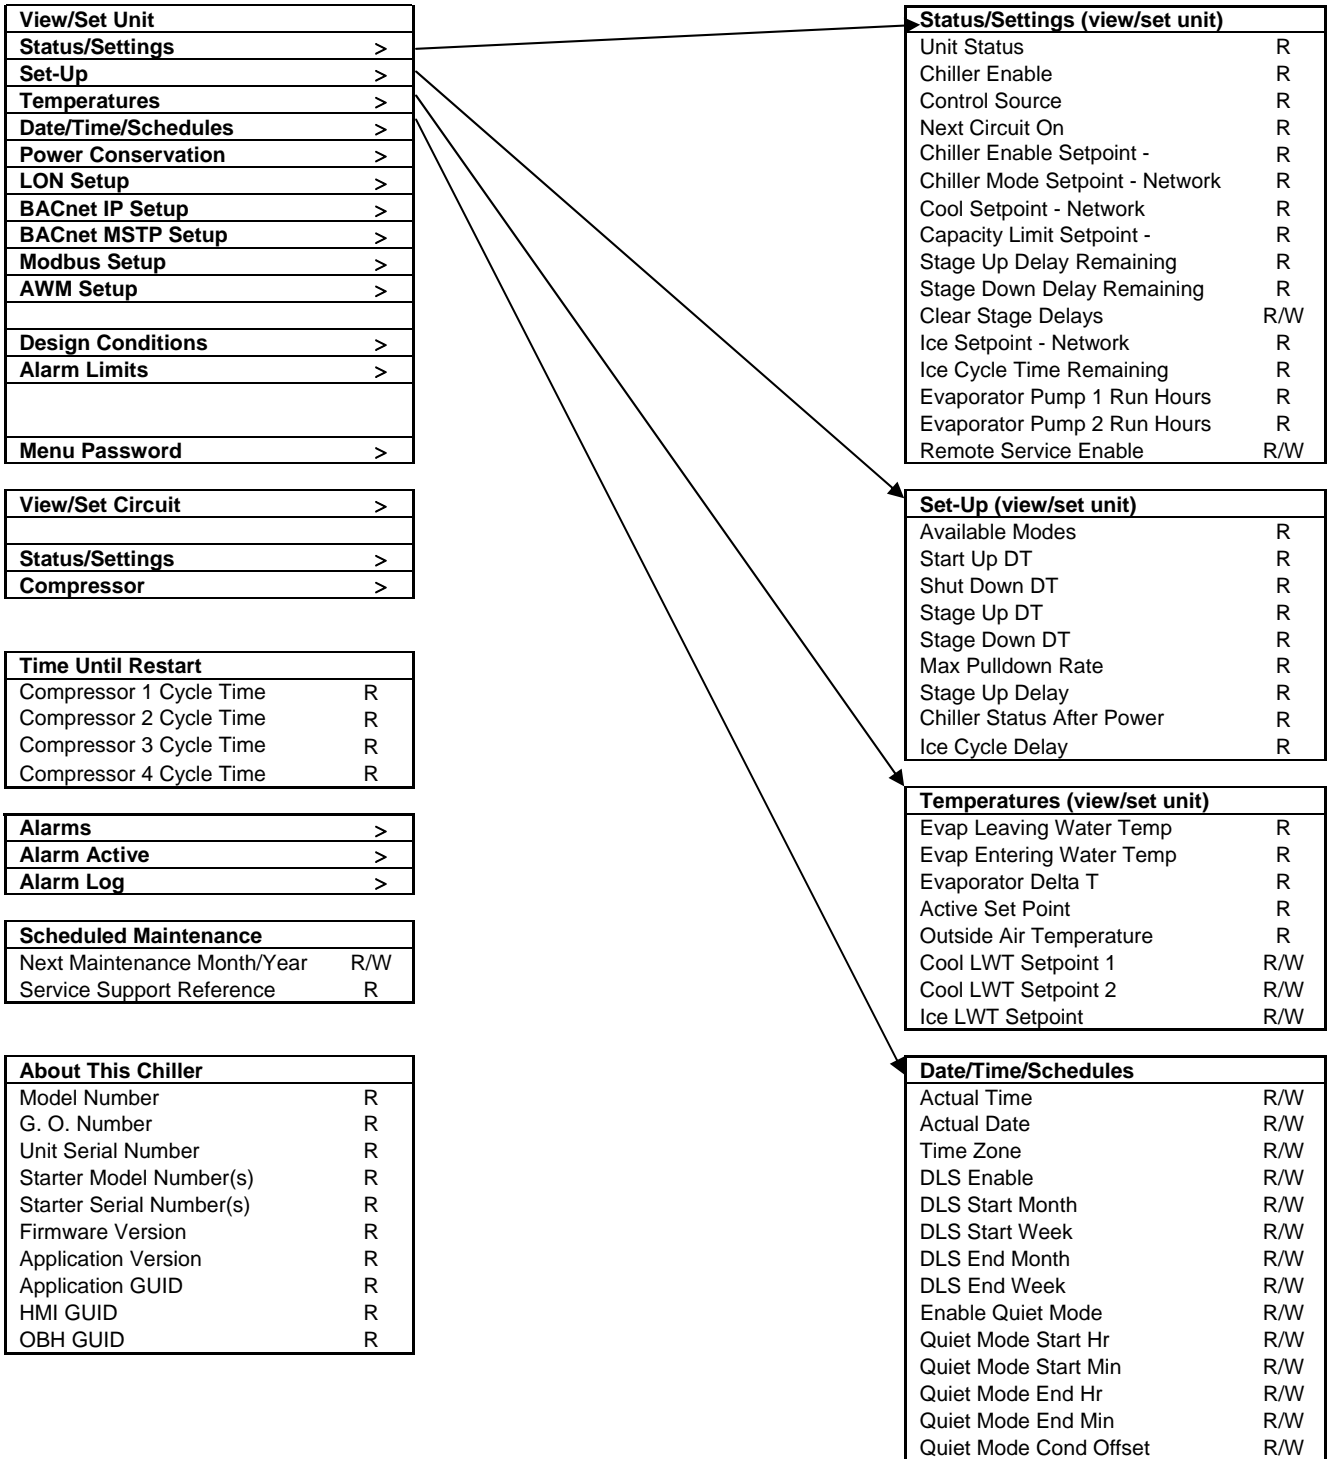 View/Set Unit
Status/Settings >
Set-Up >
Temperatures >
Date/Time/Schedules >
Power Conservation >
LON Setup >
BACnet IP Setup >
BACnet MSTP Setup >
Modbus Setup >
AWM Setup >
Design Conditions >
Alarm Limits >
Menu Password >
View/Set Circuit >
Status/Settings >
Compressor >
Time Until Restart
Compressor 1 Cycle Time R
Compressor 2 Cycle Time R
Compressor 3 Cycle Time R
Compressor 4 Cycle Time R
Alarms >
Alarm Active >
Alarm Log >
Scheduled Maintenance
Next Maintenance Month/Year R/W
Service Support Reference R
About This Chiller
Model Number R
G. O. Number R
Unit Serial Number R
Starter Model Number(s) R
Starter Serial Number(s) R
Firmware Version R
Application Version R
Application GUID R
HMI GUID R
OBH GUID R
Status/Settings (view/set unit)
Unit Status R
Chiller Enable R
Control Source R
Next Circuit On R
Chiller Enable Setpoint - R
Chiller Mode Setpoint - Network R
Cool Setpoint - Network R
Capacity Limit Setpoint - R
Stage Up Delay Remaining R
Stage Down Delay Remaining R
Clear Stage Delays R/W
Ice Setpoint - Network R
Ice Cycle Time Remaining R
Evaporator Pump 1 Run Hours R
Evaporator Pump 2 Run Hours R
Remote Service Enable R/W
Set-Up (view/set unit)
Available Modes R
Start Up DT R
Shut Down DT R
Stage Up DT R
Stage Down DT R
Max Pulldown Rate R
Stage Up Delay R
Chiller Status After Power R
Ice Cycle Delay R
Temperatures (view/set unit)
Evap Leaving Water Temp R
Evap Entering Water Temp R
Evaporator Delta T R
Active Set Point R
Outside Air Temperature R
Cool LWT Setpoint 1 R/W
Cool LWT Setpoint 2 R/W
Ice LWT Setpoint R/W
Date/Time/Schedules
Actual Time R/W
Actual Date R/W
Time Zone R/W
DLS Enable R/W
DLS Start Month R/W
DLS Start Week R/W
DLS End Month R/W
DLS End Week R/W
Enable Quiet Mode R/W
Quiet Mode Start Hr R/W
Quiet Mode Start Min R/W
Quiet Mode End Hr R/W
Quiet Mode End Min R/W
Quiet Mode Cond Offset R/W